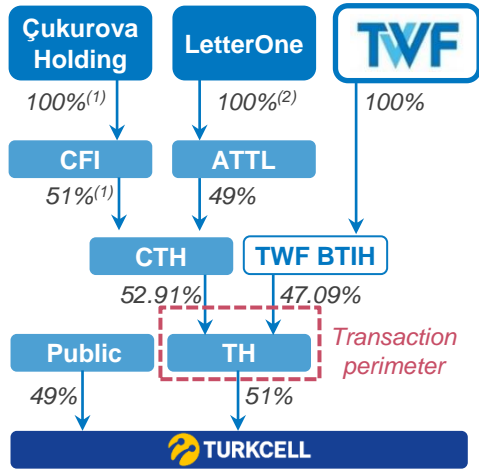 Çukurova
Holding
LetterOne
TWF
100%(1)
100%(2)
100%
CFI
ATTL
51%(1)
49%
CTH
TWF BTIH
52.91%
47.09%
Public
TH
Transaction
perimeter
49%
51%
TURKCELL